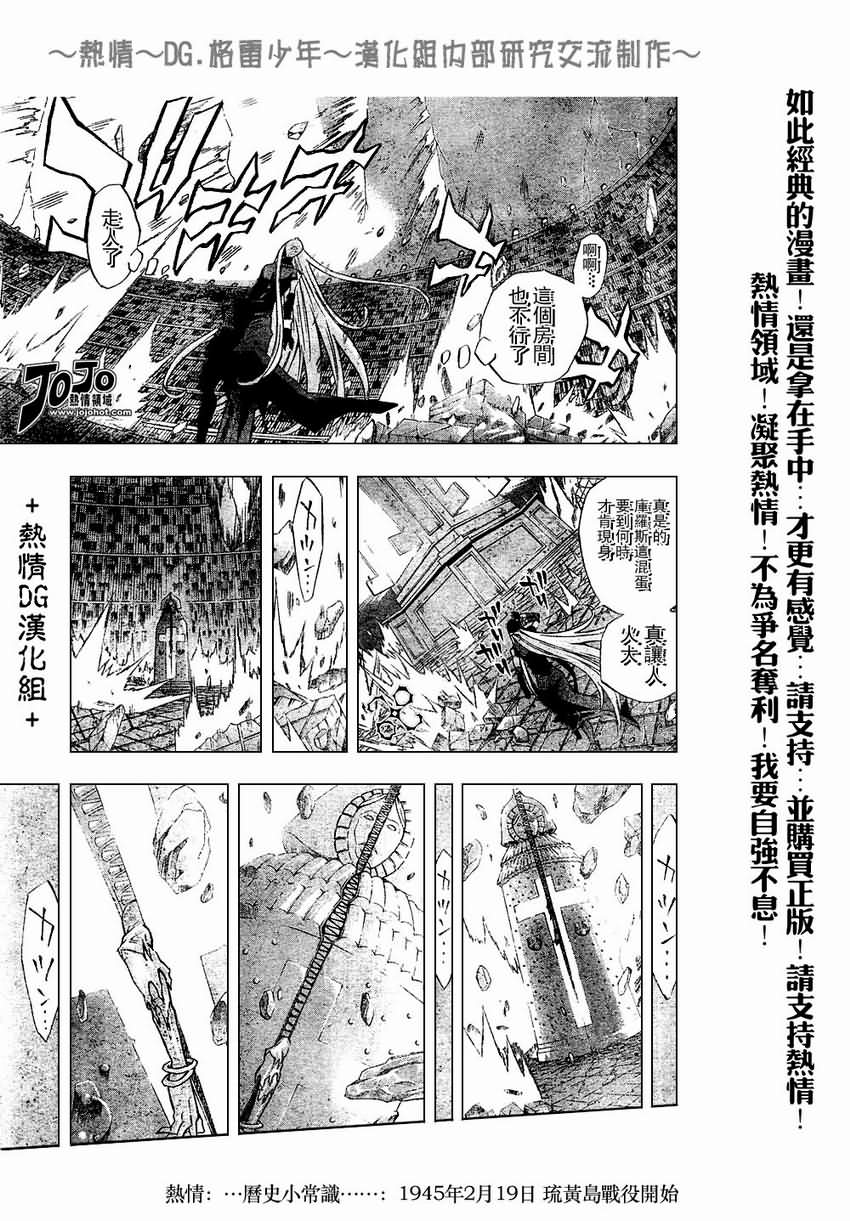 ～熱情～DG.格雷少年～漢化組內部研究交流制作～
如此經典的漫畫！還是拿在手中…才更有感覺…請支持…並購買正版！請支持熱情！
熱情領域！凝聚熱情！不為爭名奪利！我要自強不息！
啊啊…
這個房間
也不行了
走人了
JOJO
熱情領域
www.jojohot.com
真是的
庫羅斯這混蛋
要到何時
才肯現身
真讓人
火大
カツン…
カツン…
カツン…
カツン…
+熱情DG漢化組+
熱情：…曆史小常識……：1945年2月19日 琉黃島戰役開始